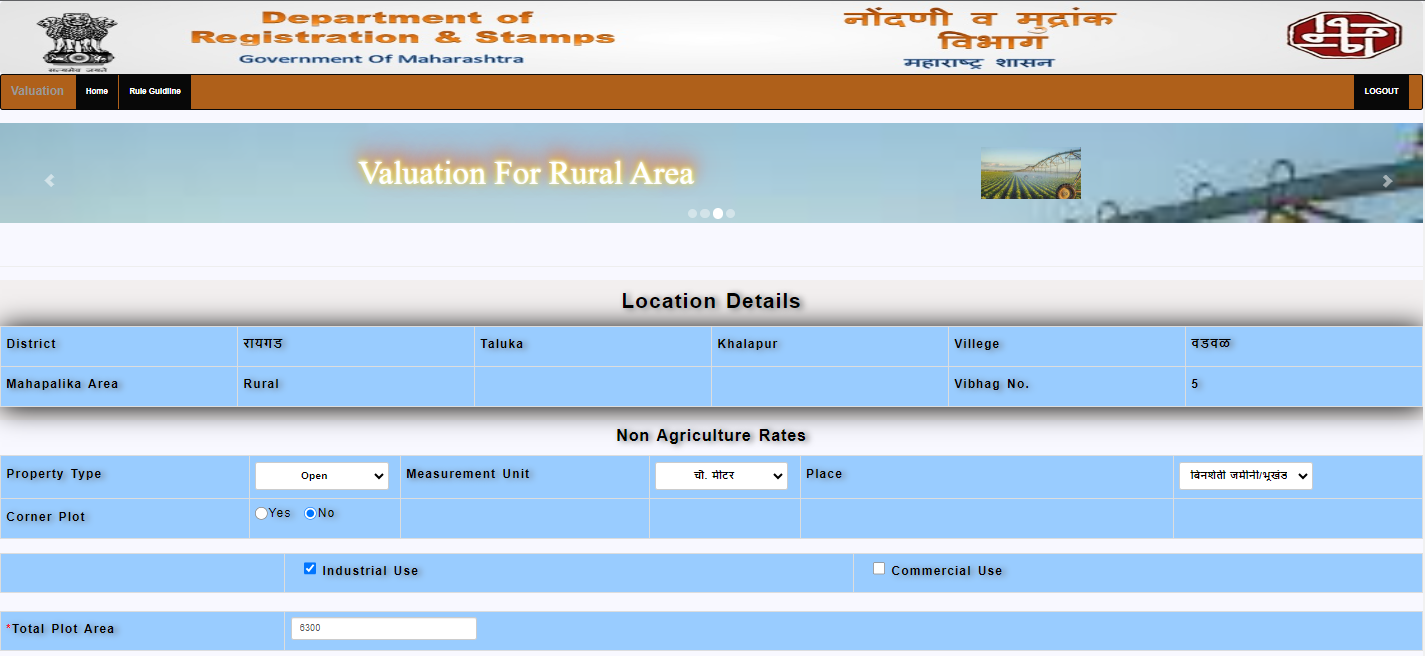 Department of
Registration & Stamps
Government Of Maharashtra
नोंदणी व मुद्रांक
विभाग
महाराष्ट्र शासन
सत्यमेव जयते
Valuation Home Rule Guidline LOGOUT
Valuation For Rural Area
Location Details
District रायगड Taluka Khalapur Villege वडवळ
Mahapalika Area Rural Vibhag No. 5
Non Agriculture Rates
Property Type Open Measurement Unit चौ. मीटर Place बिनशेती जमीनी/भूखंड
Corner Plot Yes No
Industrial Use Commercial Use
*Total Plot Area 6300